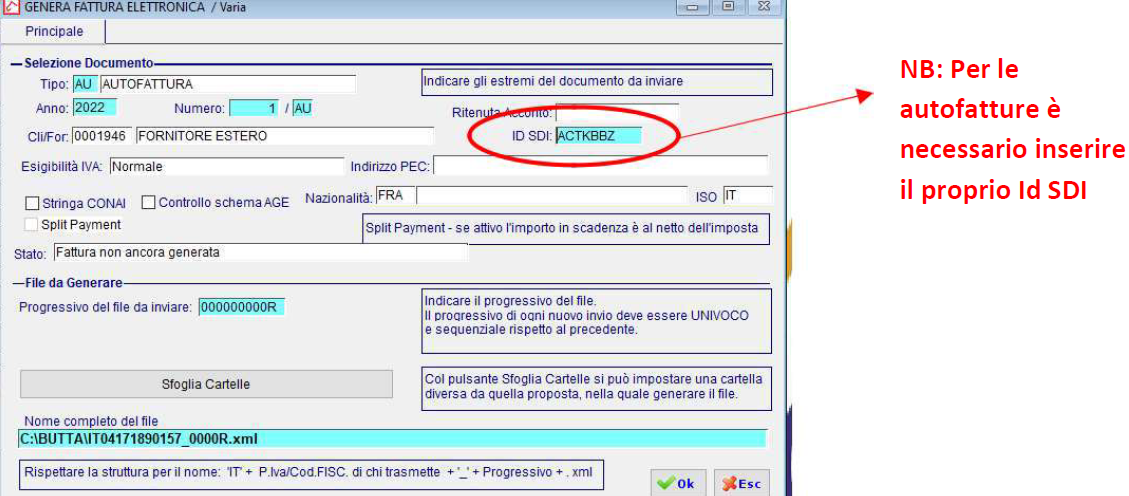 GENERA FATTURA ELETTRONICA / Varia
Principale
Selezione Documento
Tipo: AU AUTOFATTURA
Indicare gli estremi del documento da inviare
Anno: 2022 Numero: 1 / AU
Ritenuta Acconto:
Cli/For: 0001946 FORNITORE ESTERO
ID SDI: ACTKBBZ
Esigibilità IVA: Normale Indirizzo PEC:
Stringa CONAI Controllo schema AGE Nazionalità: FRA ISO IT
Split Payment
Split Payment - se attivo l'importo in scadenza è al netto dell'imposta
Stato: Fattura non ancora generata
File da Generare
Progressivo del file da inviare: 000000000R
Indicare il progressivo del file.
Il progressivo di ogni nuovo invio deve essere UNIVOCO
e sequenziale rispetto al precedente.
Sfoglia Cartelle
Col pulsante Sfoglia Cartelle si può impostare una cartella
diversa da quella proposta, nella quale generare il file.
Nome completo del file
C:\BUTTA\IT04171890157_0000R.xml
Rispettare la struttura per il nome: 'IT' + P.Iva/Cod.FISC. di chi trasmette + '_' + Progressivo + . xml
Ok Esc
NB: Per le
autofatture è
necessario inserire
il proprio Id SDI